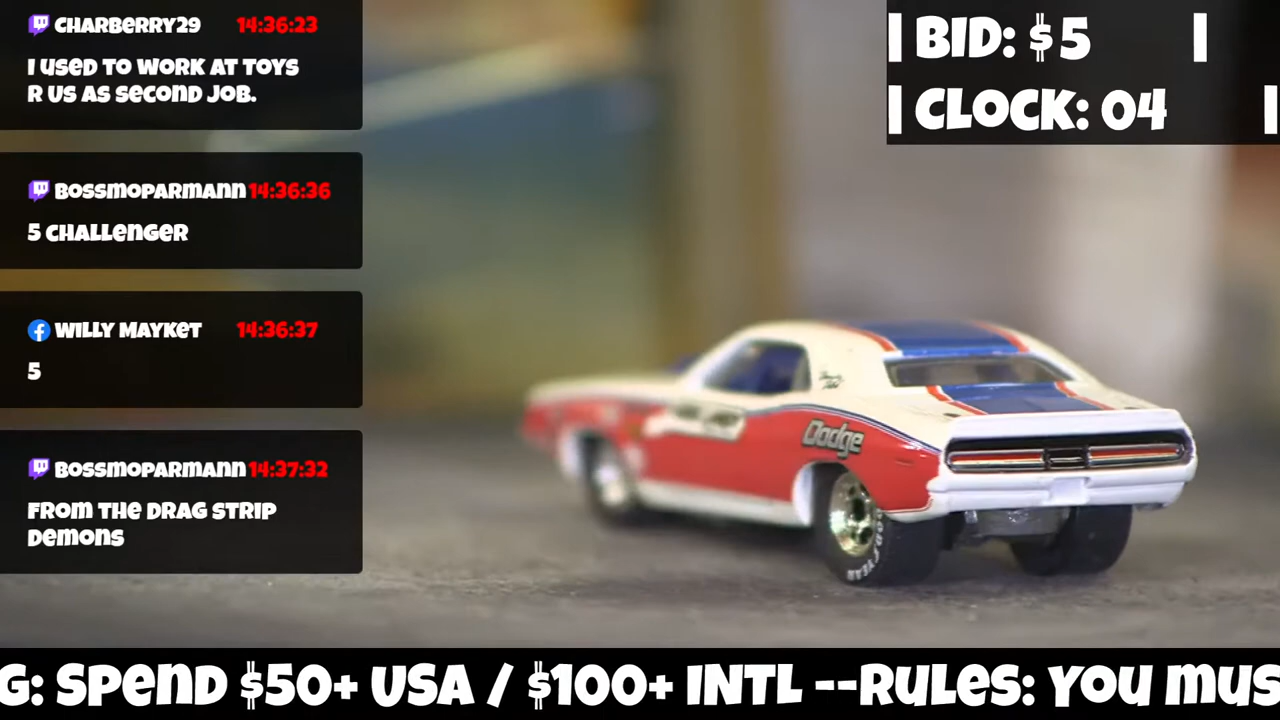 CHARBERRY29 14:36:23
I USED TO WORK AT TOYS
R US AS SECOND JOB.
BOSSMOPARMANN 14:36:36
5 CHALLENGER
WILLY MAYKET 14:36:37
5
BOSSMOPARMANN 14:37:32
FROM THE DRAG STRIP
DEMONS
| BID: $5 |
| CLOCK: 04 |
Dodge
GOODYEAR
G: SPEND $50+ USA / $100+ INTL --RULES: YOU MUS